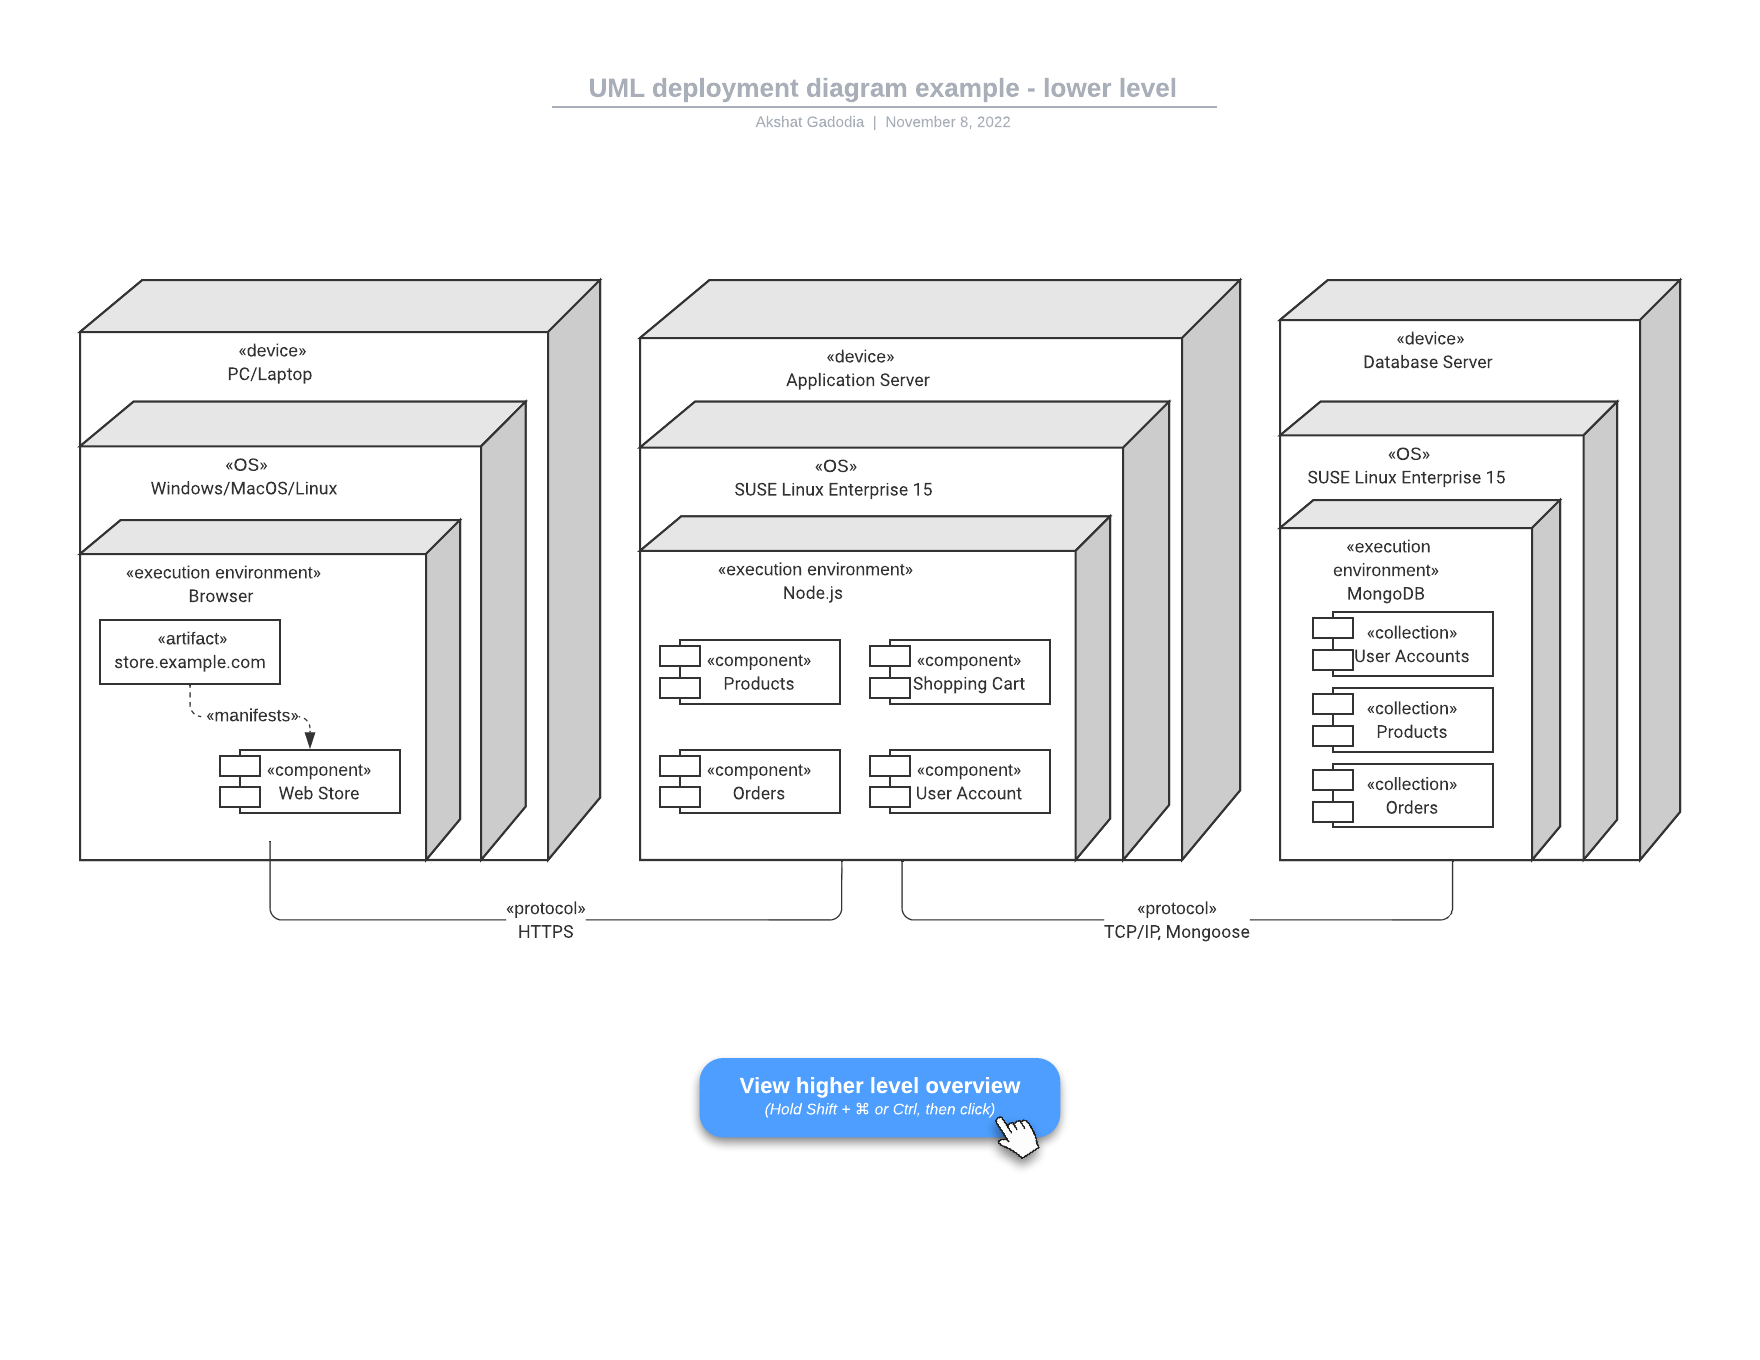 UML deployment diagram example - lower level
Akshat Gadodia | November 8, 2022
«device»
PC/Laptop
«OS»
Windows/MacOS/Linux
«execution environment»
Browser
«artifact»
store.example.com
«manifests»
«component»
Web Store
«device»
Application Server
«OS»
SUSE Linux Enterprise 15
«execution environment»
Node.js
«component»
Products
«component»
Shopping Cart
«component»
Orders
«component»
User Account
«device»
Database Server
«OS»
SUSE Linux Enterprise 15
«execution
environment»
MongoDB
«collection»
User Accounts
«collection»
Products
«collection»
Orders
«protocol»
HTTPS
«protocol»
TCP/IP, Mongoose
View higher level overview
(Hold Shift + ⌘ or Ctrl, then click)